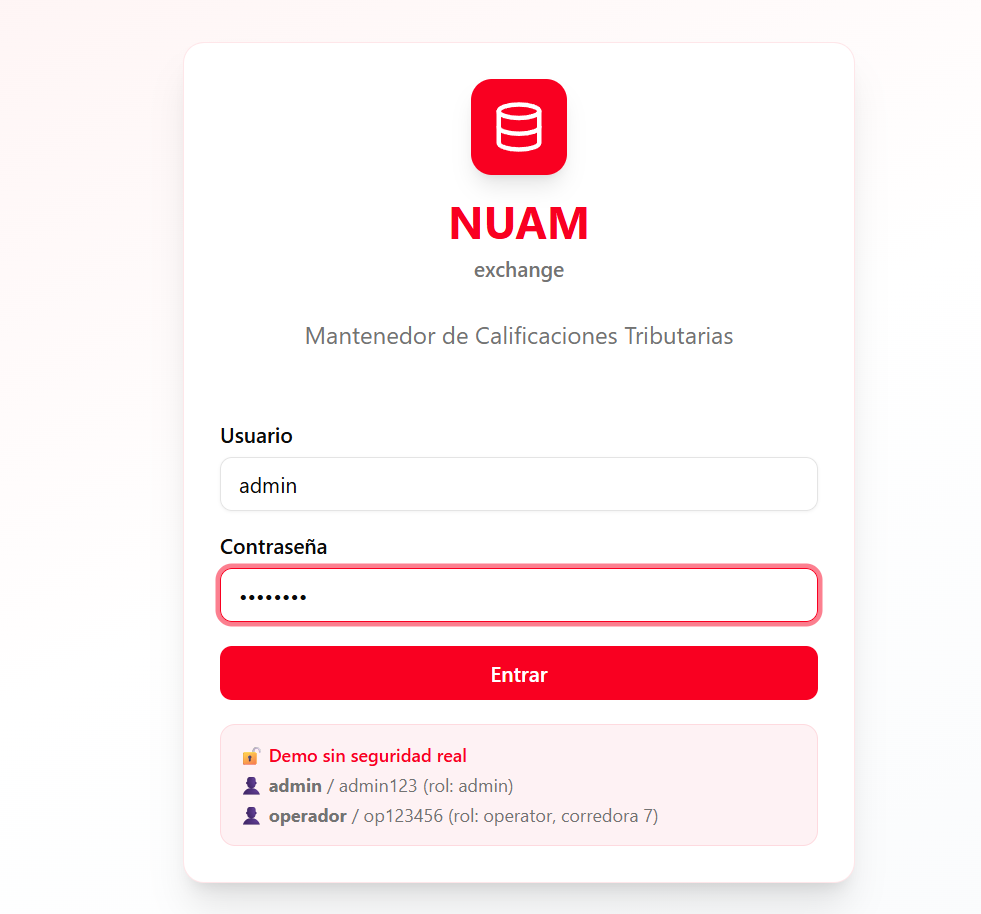 NUAM
exchange
Mantenedor de Calificaciones Tributarias
Usuario
admin
Contraseña
••••••••
Entrar
🔓 Demo sin seguridad real
👤 admin / admin123 (rol: admin)
👤 operador / op123456 (rol: operator, corredora 7)